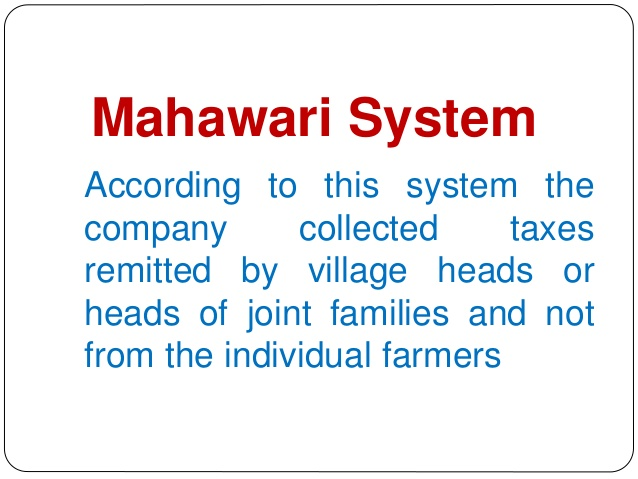 Mahawari System
According to this system the
company collected taxes
remitted by village heads or
heads of joint families and not
from the individual farmers